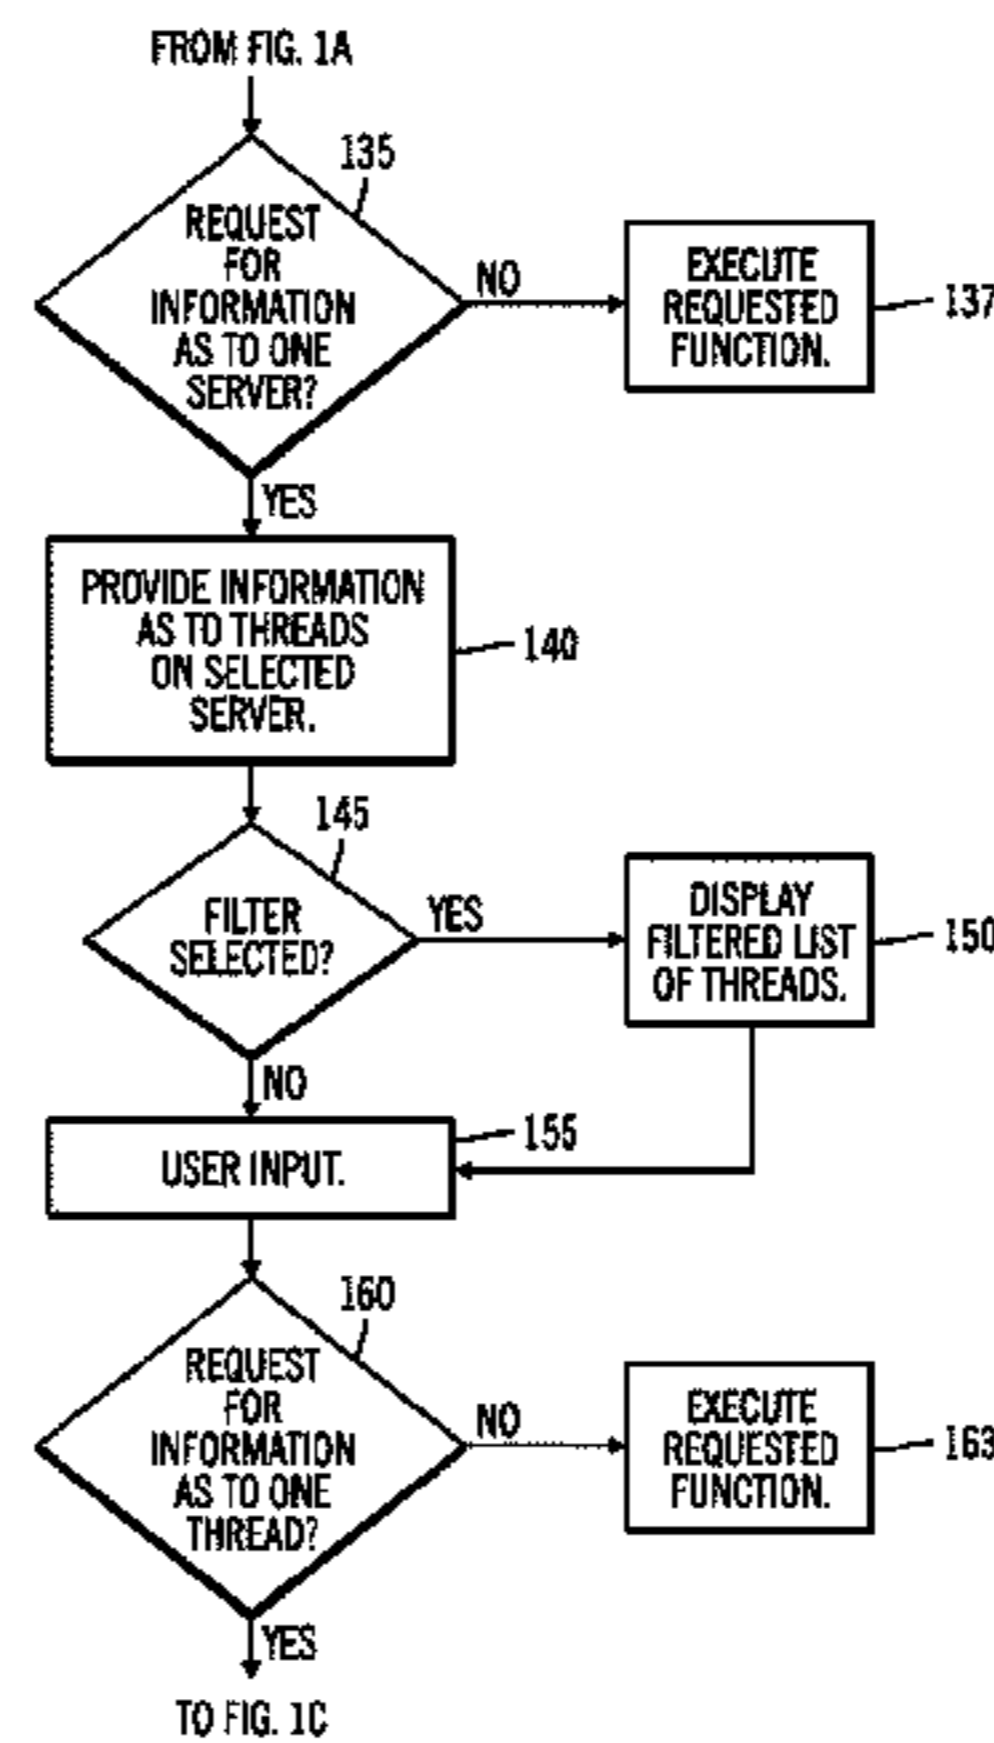 FROM FIG. 1A
135
REQUEST
FOR
INFORMATION
AS TO ONE
SERVER?
NO
EXECUTE
REQUESTED
FUNCTION.
137
YES
PROVIDE INFORMATION
AS TO THREADS
ON SELECTED
SERVER.
140
145
FILTER
SELECTED?
YES
DISPLAY
FILTERED LIST
OF THREADS.
150
NO
155
USER INPUT.
160
REQUEST
FOR
INFORMATION
AS TO ONE
THREAD?
NO
EXECUTE
REQUESTED
FUNCTION.
163
YES
TO FIG. 1C